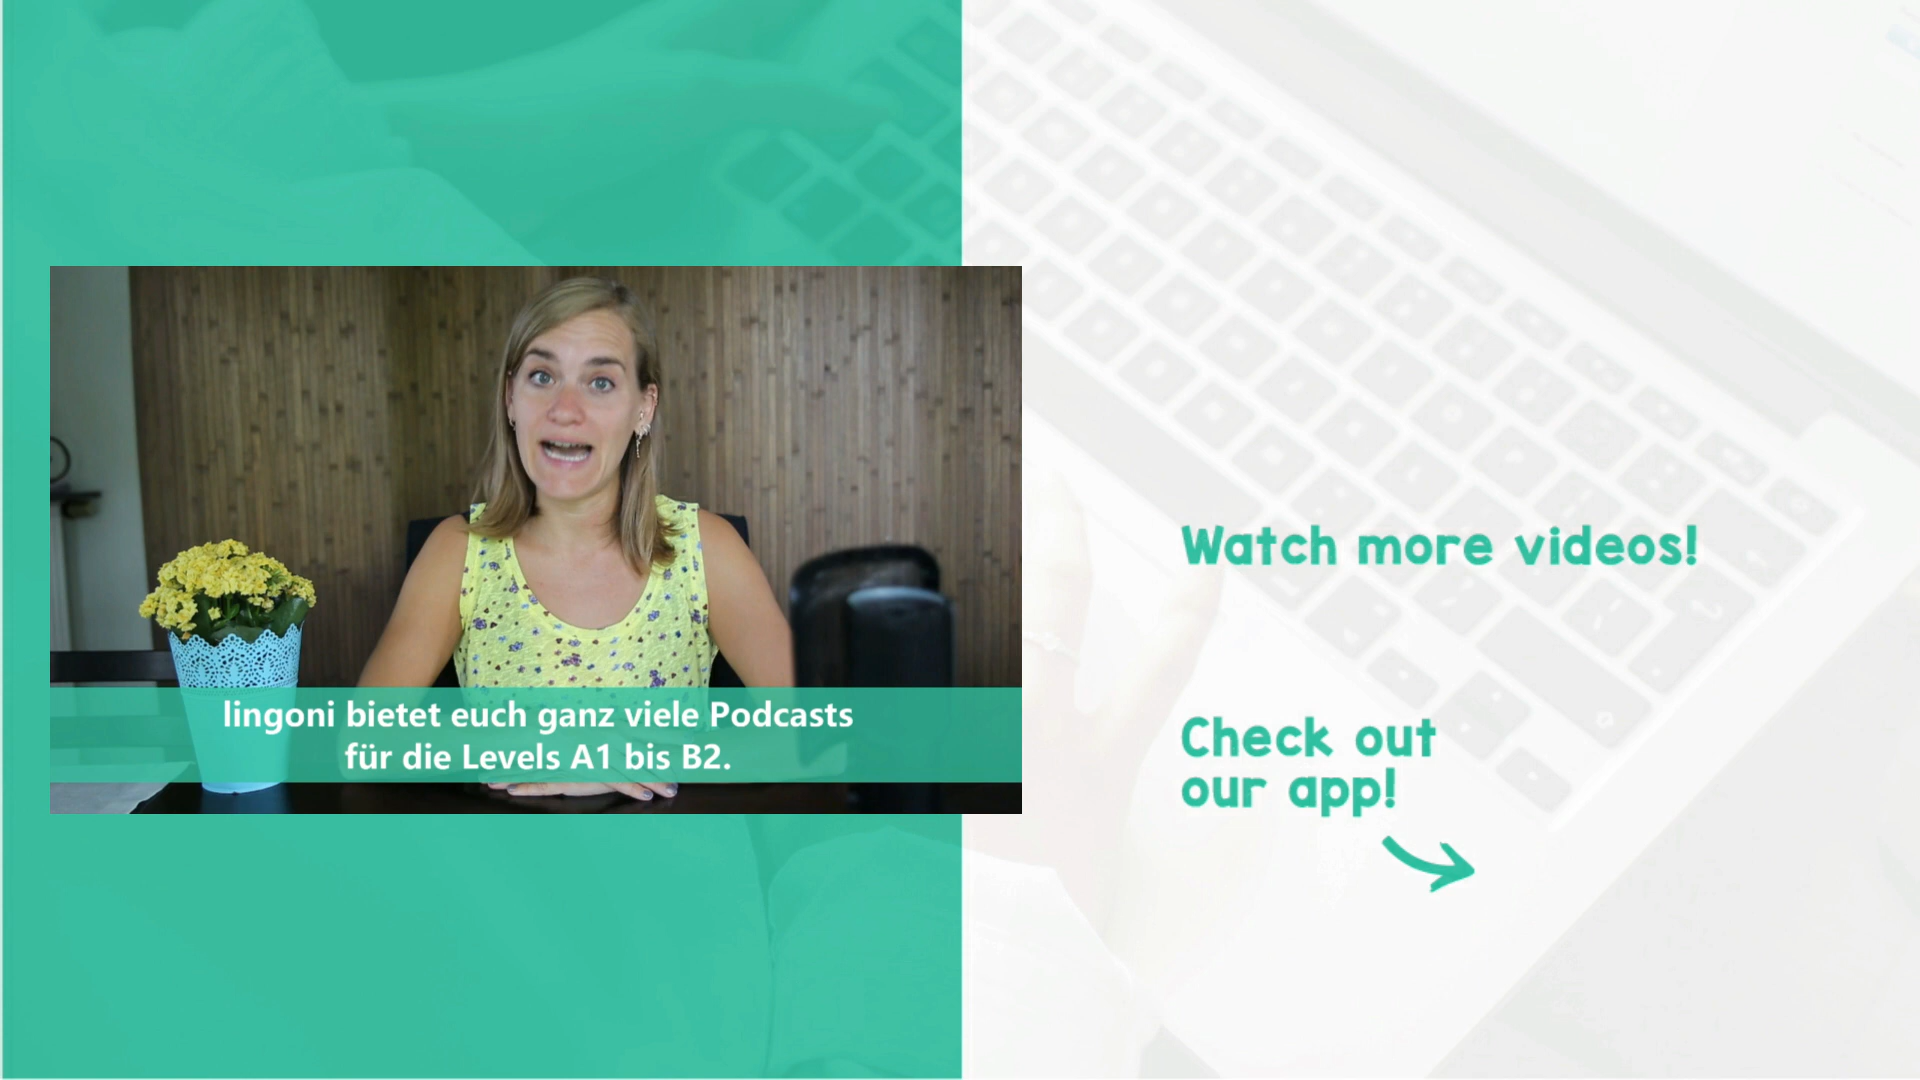 lingoni bietet euch ganz viele Podcasts
für die Levels A1 bis B2.
Watch more videos!
Check out
our app!